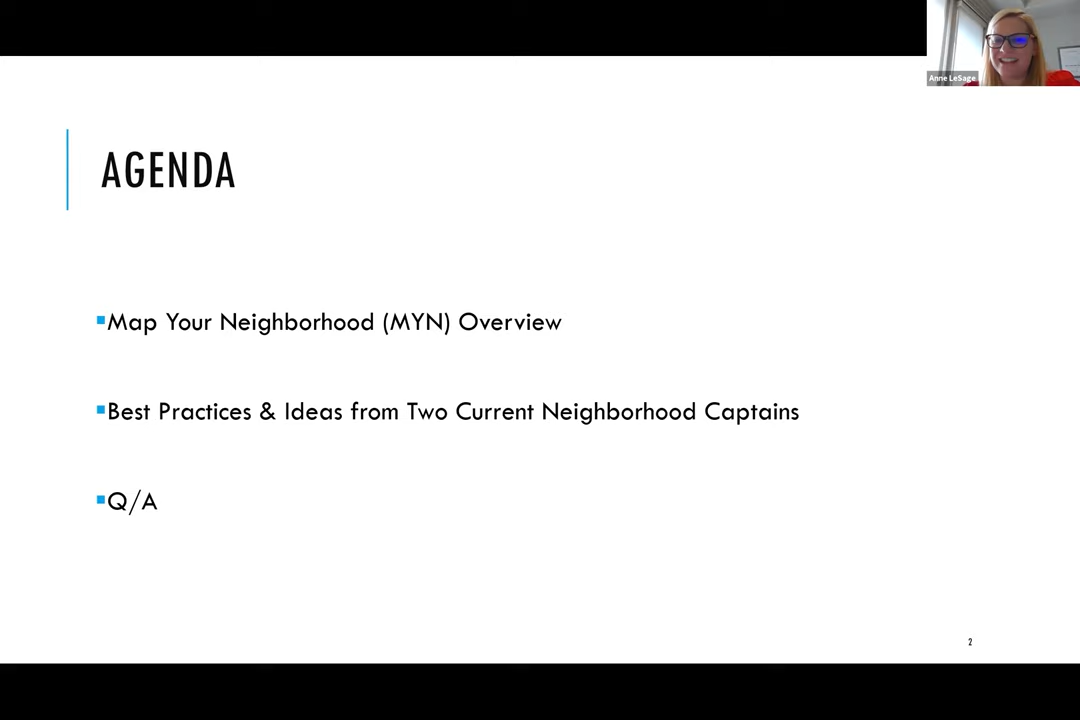 Anne LeSage
AGENDA
Map Your Neighborhood (MYN) Overview
Best Practices & Ideas from Two Current Neighborhood Captains
Q/A
2